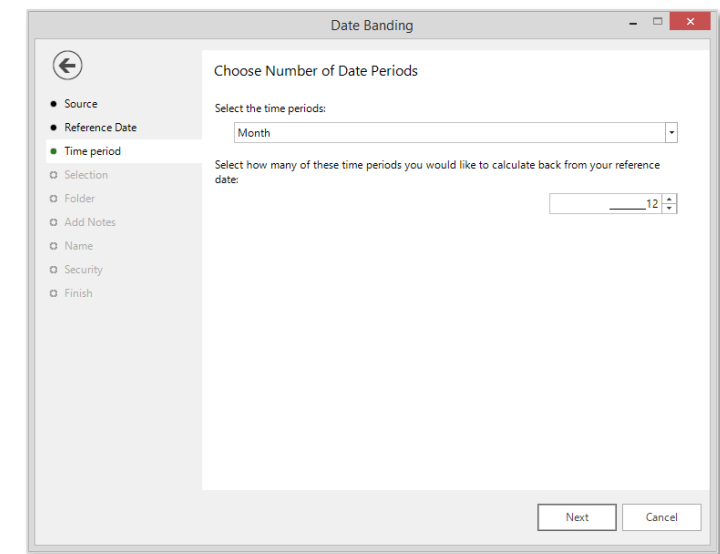 Date Banding
Choose Number of Date Periods
Source
Reference Date
Time period
Selection
Folder
Add Notes
Name
Security
Finish
Select the time periods:
Month
Select how many of these time periods you would like to calculate back from your reference
date:
______12
Next
Cancel